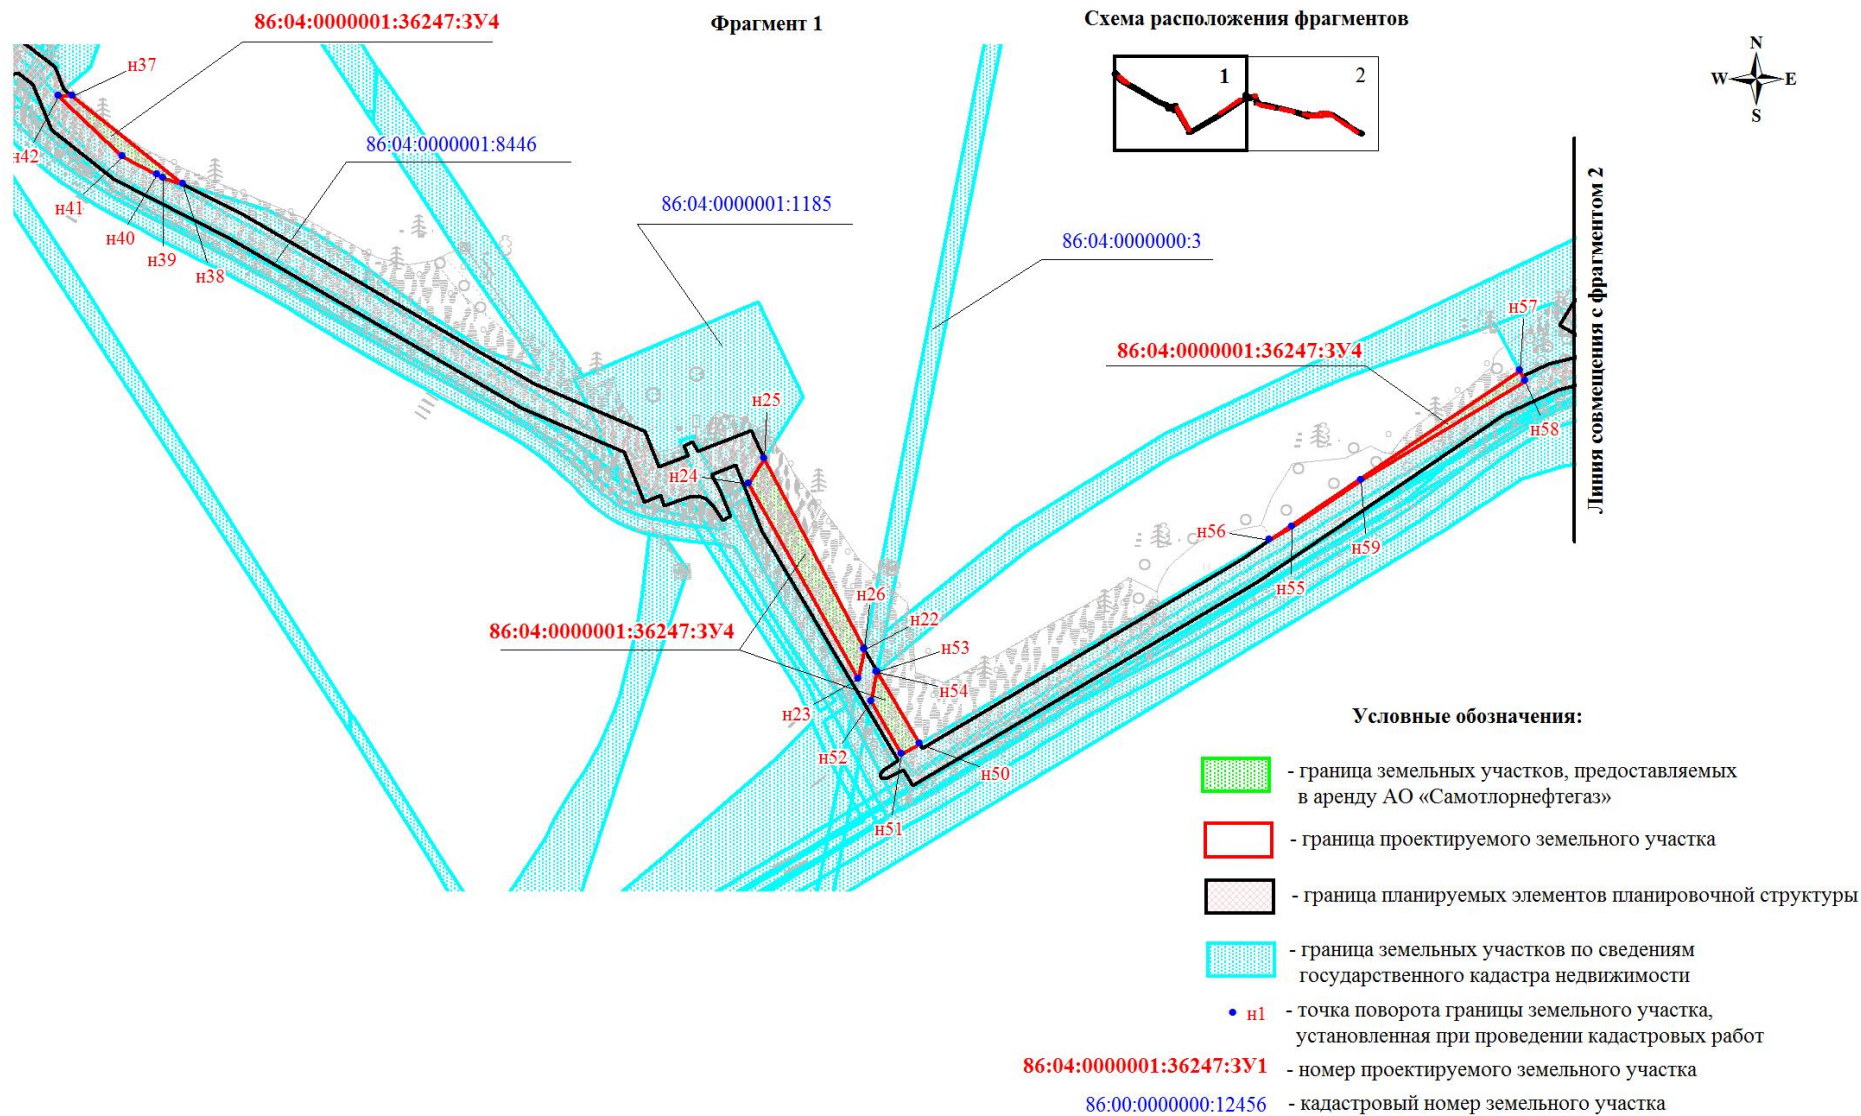 Фрагмент 1
Схема расположения фрагментов
1
2
N
W
E
S
86:04:0000001:36247:ЗУ4
86:04:0000001:8446
86:04:0000001:1185
86:04:0000000:3
86:04:0000001:36247:ЗУ4
86:04:0000001:36247:ЗУ4
н37
н42
н41
н40
н39
н38
н25
н24
н26
н22
н53
н54
н23
н52
н50
н51
н57
н58
н56
н59
н55
Линия совмещения с фрагментом 2
Условные обозначения:
- граница земельных участков, предоставляемых
в аренду АО «Самотлорнефтегаз»
- граница проектируемого земельного участка
- граница планируемых элементов планировочной структуры
- граница земельных участков по сведениям
государственного кадастра недвижимости
н1 - точка поворота границы земельного участка,
установленная при проведении кадастровых работ
86:04:0000001:36247:ЗУ1 - номер проектируемого земельного участка
86:00:0000000:12456 - кадастровый номер земельного участка